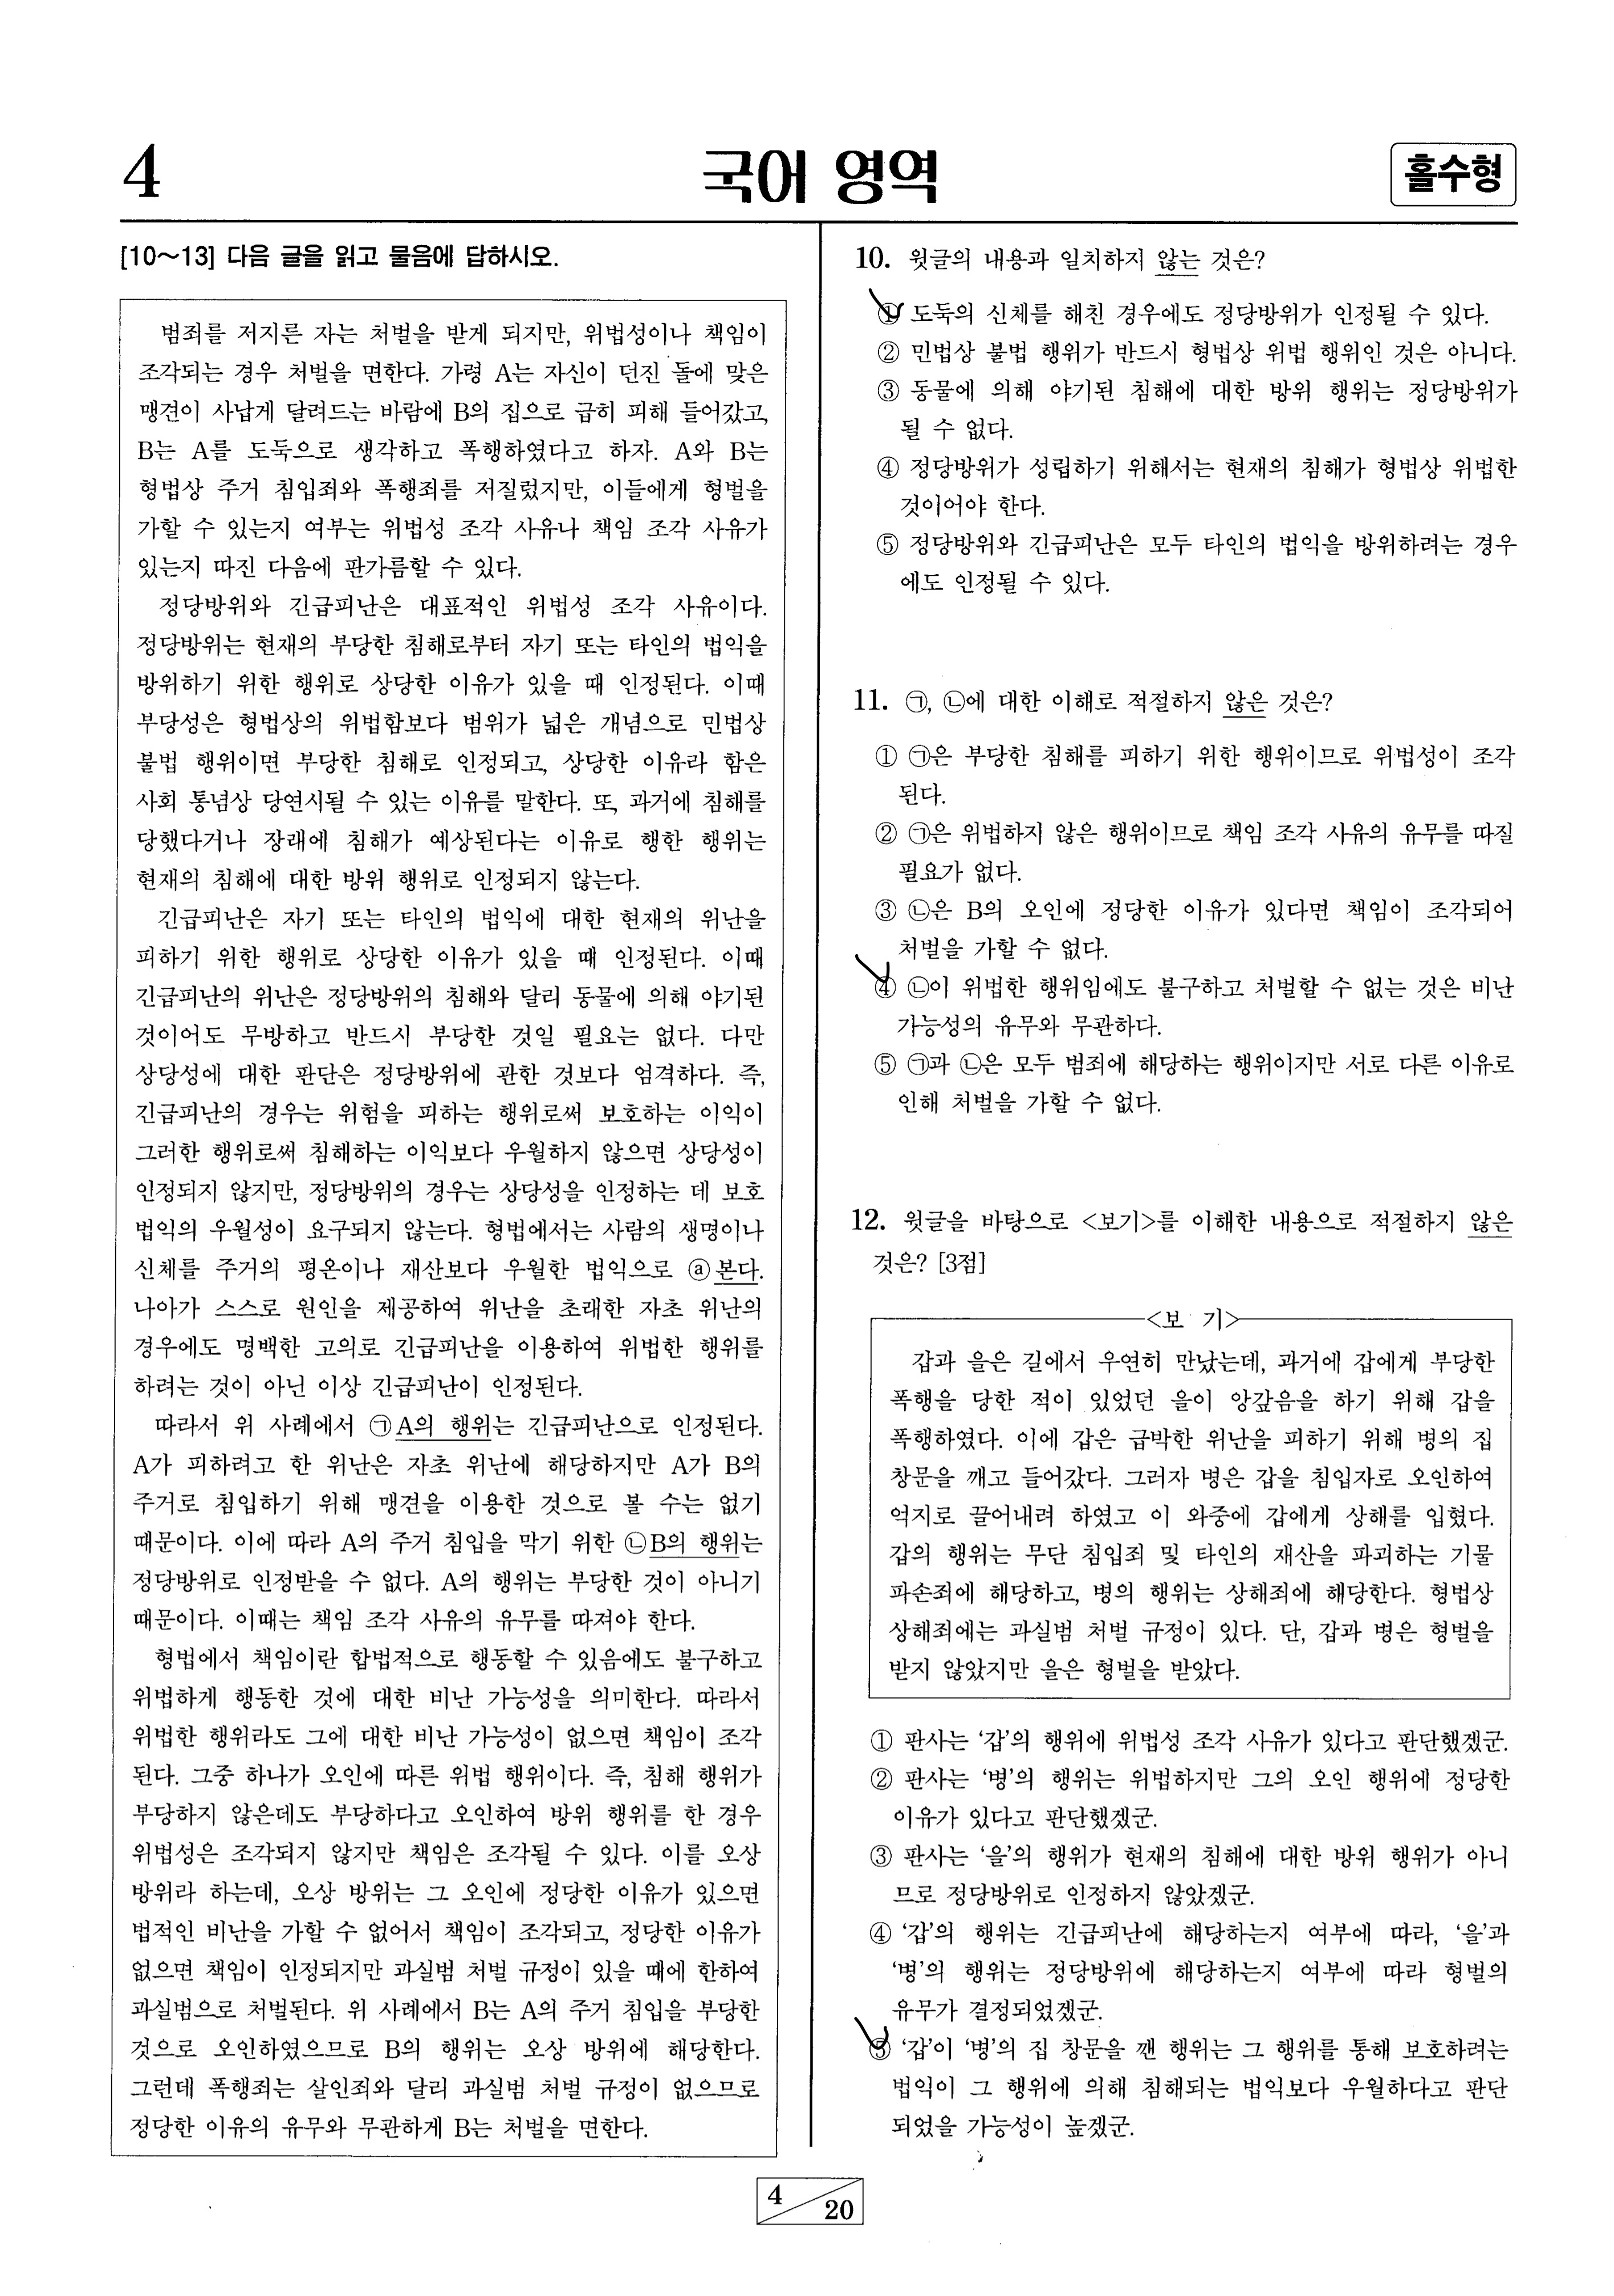 4
국어 영역
홀수형
[10~13] 다음 글을 읽고 물음에 답하시오.
범죄를 저지른 자는 처벌을 받게 되지만, 위법성이나 책임이
조각되는 경우 처벌을 면한다. 가령 A는 자신이 던진 돌에 맞은
맹견이 사납게 달려드는 바람에 B의 집으로 급히 피해 들어갔고,
B는 A를 도둑으로 생각하고 폭행하였다고 하자. A와 B는
형법상 주거 침입죄와 폭행죄를 저질렀지만, 이들에게 형벌을
가할 수 있는지 여부는 위법성 조각 사유나 책임 조각 사유가
있는지 따진 다음에 판가름할 수 있다.
정당방위와 긴급피난은 대표적인 위법성 조각 사유이다.
정당방위는 현재의 부당한 침해로부터 자기 또는 타인의 법익을
방위하기 위한 행위로 상당한 이유가 있을 때 인정된다. 이때
부당성은 형법상의 위법함보다 범위가 넓은 개념으로 민법상
불법 행위이면 부당한 침해로 인정되고, 상당한 이유라 함은
사회 통념상 당연시될 수 있는 이유를 말한다. 또, 과거에 침해를
당했다거나 장래에 침해가 예상된다는 이유로 행한 행위는
현재의 침해에 대한 방위 행위로 인정되지 않는다.
긴급피난은 자기 또는 타인의 법익에 대한 현재의 위난을
피하기 위한 행위로 상당한 이유가 있을 때 인정된다. 이때
긴급피난의 위난은 정당방위의 침해와 달리 동물에 의해 야기된
것이어도 무방하고 반드시 부당한 것일 필요는 없다. 다만
상당성에 대한 판단은 정당방위에 관한 것보다 엄격하다. 즉,
긴급피난의 경우는 위험을 피하는 행위로써 보호하는 이익이
그러한 행위로써 침해하는 이익보다 우월하지 않으면 상당성이
인정되지 않지만, 정당방위의 경우는 상당성을 인정하는 데 보호
법익의 우월성이 요구되지 않는다. 형법에서는 사람의 생명이나
신체를 주거의 평온이나 재산보다 우월한 법익으로 ⓐ본다.
나아가 스스로 원인을 제공하여 위난을 초래한 자초 위난의
경우에도 명백한 고의로 긴급피난을 이용하여 위법한 행위를
하려는 것이 아닌 이상 긴급피난이 인정된다.
따라서 위 사례에서 ㉠A의 행위는 긴급피난으로 인정된다.
A가 피하려고 한 위난은 자초 위난에 해당하지만 A가 B의
주거로 침입하기 위해 맹견을 이용한 것으로 볼 수는 없기
때문이다. 이에 따라 A의 주거 침입을 막기 위한 ㉡B의 행위는
정당방위로 인정받을 수 없다. A의 행위는 부당한 것이 아니기
때문이다. 이때는 책임 조각 사유의 유무를 따져야 한다.
형법에서 책임이란 합법적으로 행동할 수 있음에도 불구하고
위법하게 행동한 것에 대한 비난 가능성을 의미한다. 따라서
위법한 행위라도 그에 대한 비난 가능성이 없으면 책임이 조각
된다. 그중 하나가 오인에 따른 위법 행위이다. 즉, 침해 행위가
부당하지 않은데도 부당하다고 오인하여 방위 행위를 한 경우
위법성은 조각되지 않지만 책임은 조각될 수 있다. 이를 오상
방위라 하는데, 오상 방위는 그 오인에 정당한 이유가 있으면
법적인 비난을 가할 수 없어서 책임이 조각되고, 정당한 이유가
없으면 책임이 인정되지만 과실범 처벌 규정이 있을 때에 한하여
과실범으로 처벌된다. 위 사례에서 B는 A의 주거 침입을 부당한
것으로 오인하였으므로 B의 행위는 오상 방위에 해당한다.
그런데 폭행죄는 살인죄와 달리 과실범 처벌 규정이 없으므로
정당한 이유의 유무와 무관하게 B는 처벌을 면한다.
10. 윗글의 내용과 일치하지 않는 것은?
① 도둑의 신체를 해친 경우에도 정당방위가 인정될 수 있다.
② 민법상 불법 행위가 반드시 형법상 위법 행위인 것은 아니다.
③ 동물에 의해 야기된 침해에 대한 방위 행위는 정당방위가
될 수 없다.
④ 정당방위가 성립하기 위해서는 현재의 침해가 형법상 위법한
것이어야 한다.
⑤ 정당방위와 긴급피난은 모두 타인의 법익을 방위하려는 경우
에도 인정될 수 있다.
11. ㉠, ㉡에 대한 이해로 적절하지 않은 것은?
① ㉠은 부당한 침해를 피하기 위한 행위이므로 위법성이 조각
된다.
② ㉠은 위법하지 않은 행위이므로 책임 조각 사유의 유무를 따질
필요가 없다.
③ ㉡은 B의 오인에 정당한 이유가 있다면 책임이 조각되어
처벌을 가할 수 없다.
④ ㉡이 위법한 행위임에도 불구하고 처벌할 수 없는 것은 비난
가능성의 유무와 무관하다.
⑤ ㉠과 ㉡은 모두 범죄에 해당하는 행위이지만 서로 다른 이유로
인해 처벌을 가할 수 없다.
12. 윗글을 바탕으로 <보기>를 이해한 내용으로 적절하지 않은
것은? [3점]
<보 기>
갑과 을은 길에서 우연히 만났는데, 과거에 갑에게 부당한
폭행을 당한 적이 있었던 을이 앙갚음을 하기 위해 갑을
폭행하였다. 이에 갑은 급박한 위난을 피하기 위해 병의 집
창문을 깨고 들어갔다. 그러자 병은 갑을 침입자로 오인하여
억지로 끌어내려 하였고 이 와중에 갑에게 상해를 입혔다.
갑의 행위는 무단 침입죄 및 타인의 재산을 파괴하는 기물
파손죄에 해당하고, 병의 행위는 상해죄에 해당한다. 형법상
상해죄에는 과실범 처벌 규정이 있다. 단, 갑과 병은 형벌을
받지 않았지만 을은 형벌을 받았다.
① 판사는 ‘갑’의 행위에 위법성 조각 사유가 있다고 판단했겠군.
② 판사는 ‘병’의 행위는 위법하지만 그의 오인 행위에 정당한
이유가 있다고 판단했겠군.
③ 판사는 ‘을’의 행위가 현재의 침해에 대한 방위 행위가 아니
므로 정당방위로 인정하지 않았겠군.
④ ‘갑’의 행위는 긴급피난에 해당하는지 여부에 따라, ‘을’과
‘병’의 행위는 정당방위에 해당하는지 여부에 따라 형벌의
유무가 결정되었겠군.
⑤ ‘갑’이 ‘병’의 집 창문을 깬 행위는 그 행위를 통해 보호하려는
법익이 그 행위에 의해 침해되는 법익보다 우월하다고 판단
되었을 가능성이 높겠군.
4
20